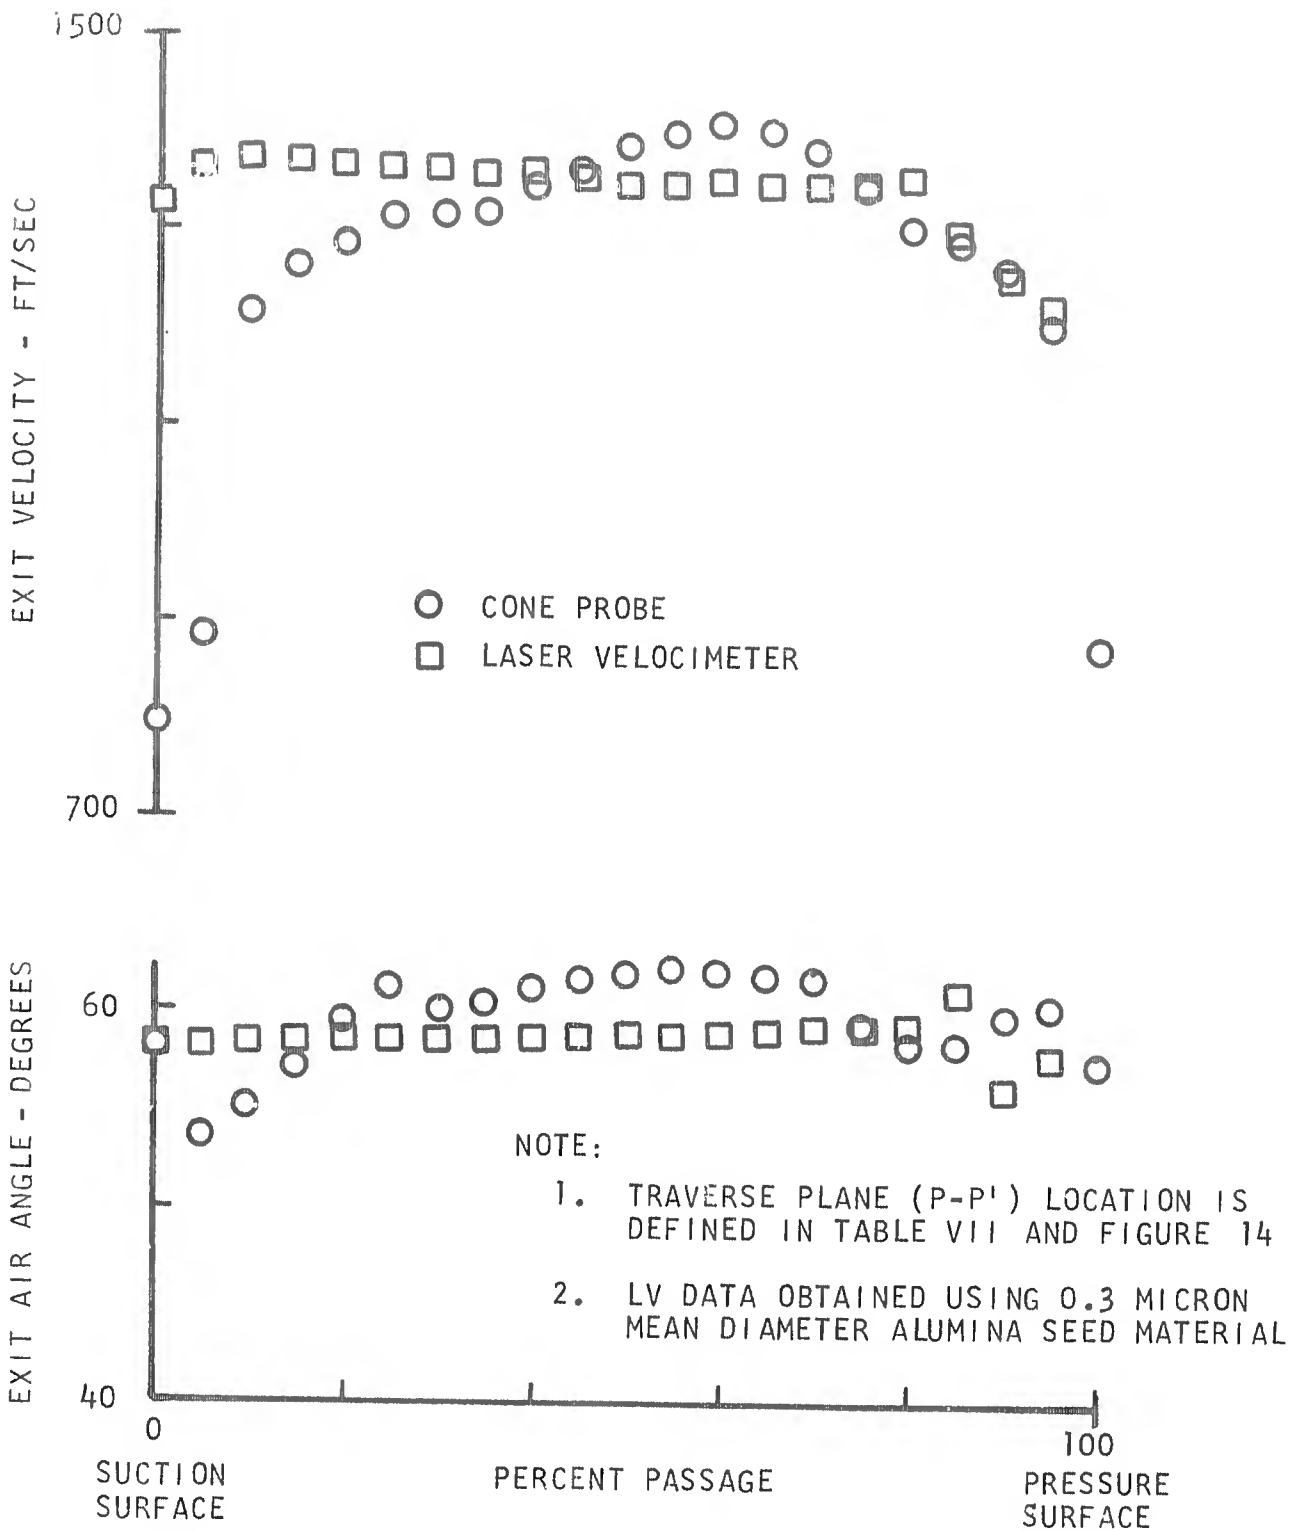 1500
EXIT VELOCITY - FT/SEC
CONE PROBE
LASER VELOCIMETER
700
EXIT AIR ANGLE - DEGREES
60
NOTE:
1. TRAVERSE PLANE (P-P') LOCATION IS
DEFINED IN TABLE VII AND FIGURE 14
2. LV DATA OBTAINED USING 0.3 MICRON
MEAN DIAMETER ALUMINA SEED MATERIAL
40
0
100
SUCTION
SURFACE
PERCENT PASSAGE
PRESSURE
SURFACE